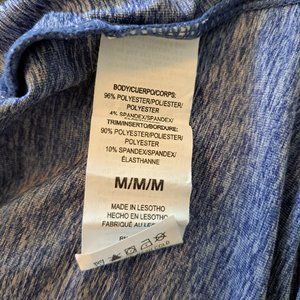 BODY/CUERPO/CORPS:
96% POLYESTER/POLIESTER/
POLYESTER
4% SPANDEX/SPANDEX/
TRIM/INSERTO/BORDURE:
90% POLYESTER/POLIESTER/
POLYESTER
10% SPANDEX/SPANDEX/
ÉLASTHANNE
M/M/M
MADE IN LESOTHO
HECHO EN LESOTHO
FABRIQUÉ AU LE